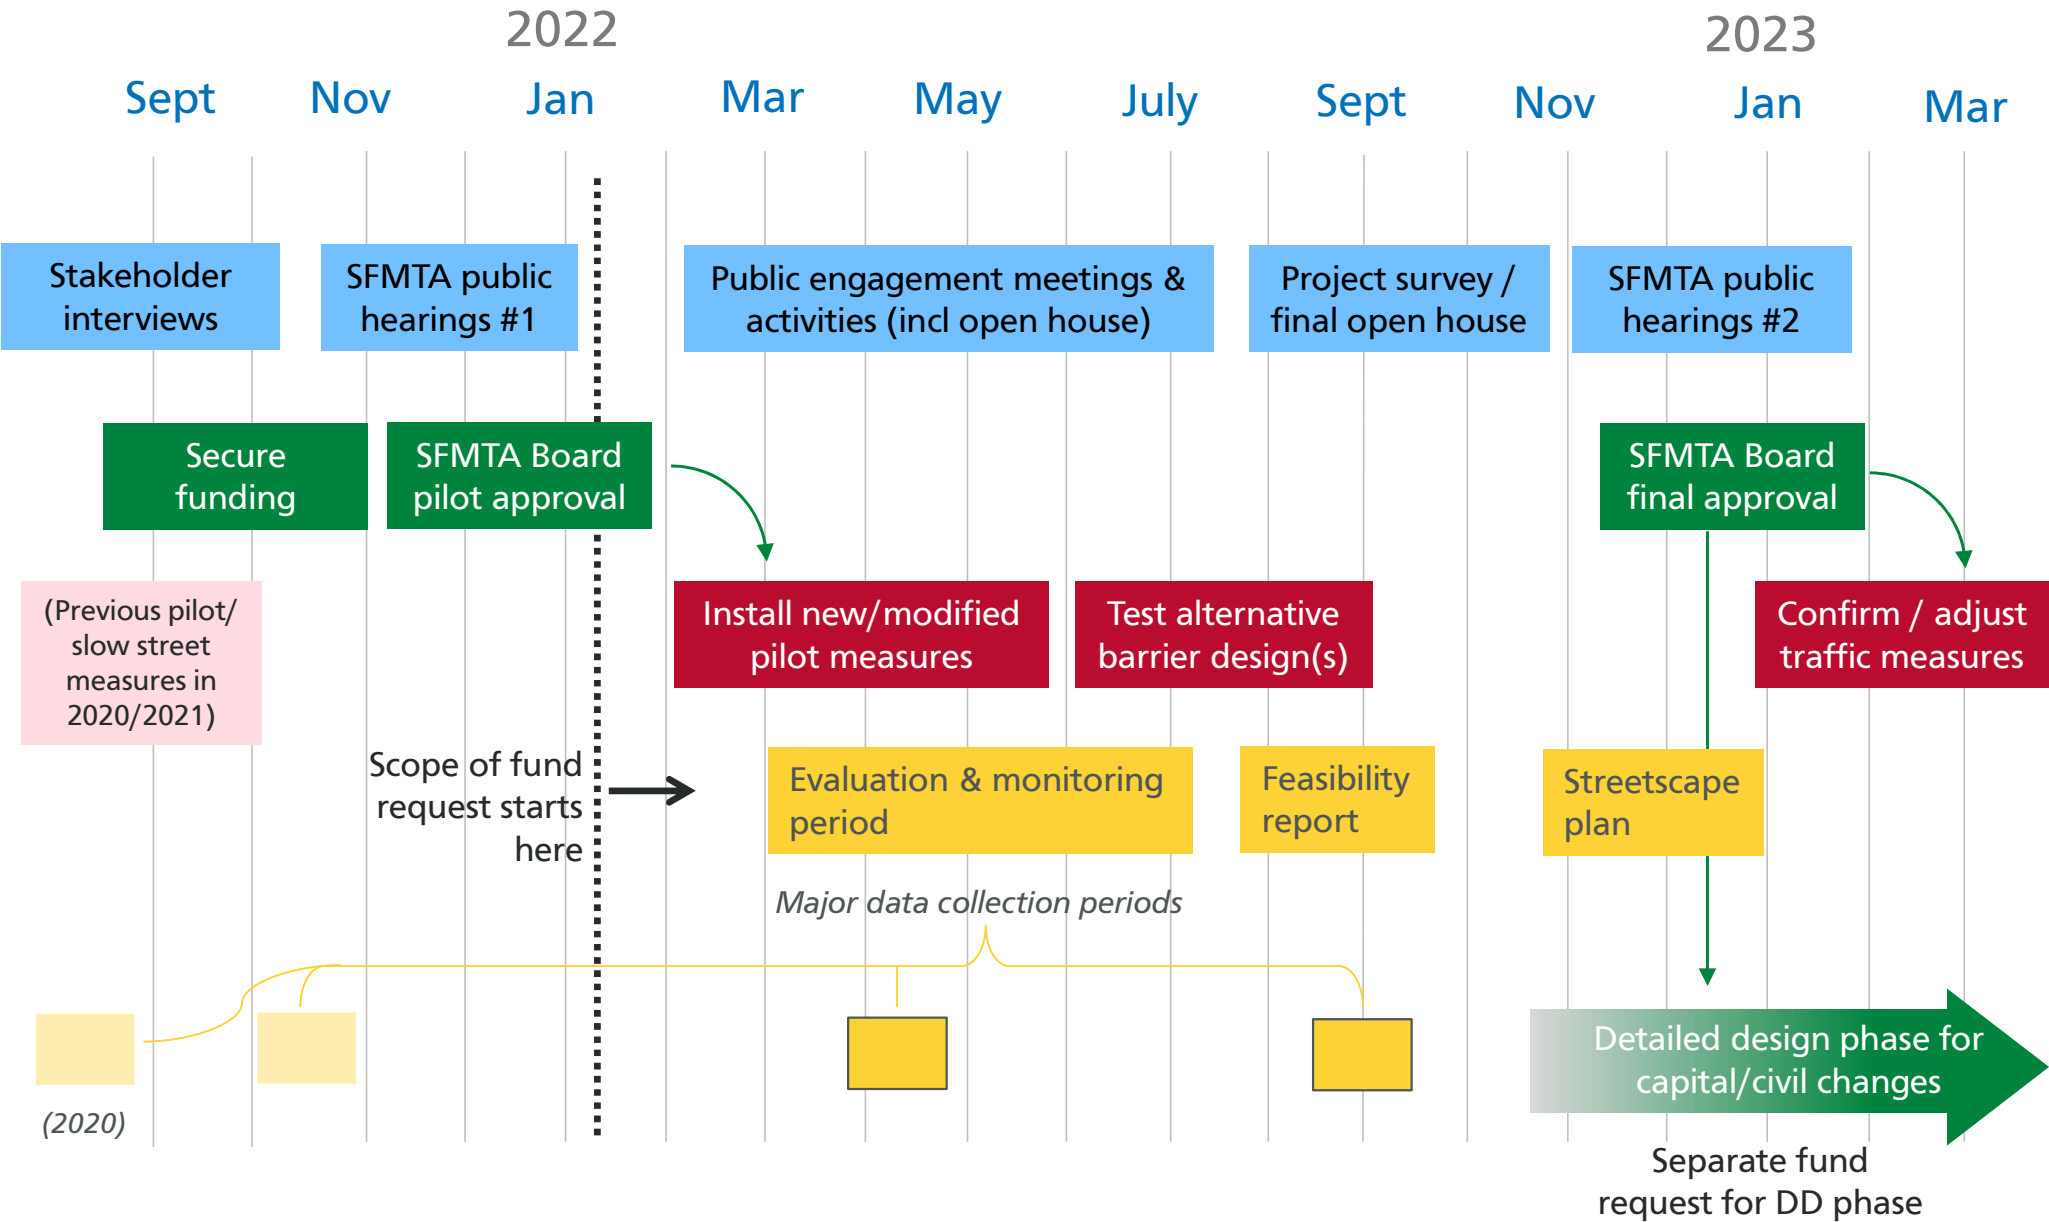 2022
2023
Sept
Nov
Jan
Mar
May
July
Sept
Nov
Jan
Mar
Stakeholder
interviews
SFMTA public
hearings #1
Public engagement meetings &
activities (incl open house)
Project survey /
final open house
SFMTA public
hearings #2
Secure
funding
SFMTA Board
pilot approval
SFMTA Board
final approval
(Previous pilot/
slow street
measures in
2020/2021)
Install new/modified
pilot measures
Test alternative
barrier design(s)
Confirm / adjust
traffic measures
Scope of fund
request starts
here
Evaluation & monitoring
period
Feasibility
report
Streetscape
plan
Major data collection periods
(2020)
Detailed design phase for
capital/civil changes
Separate fund
request for DD phase